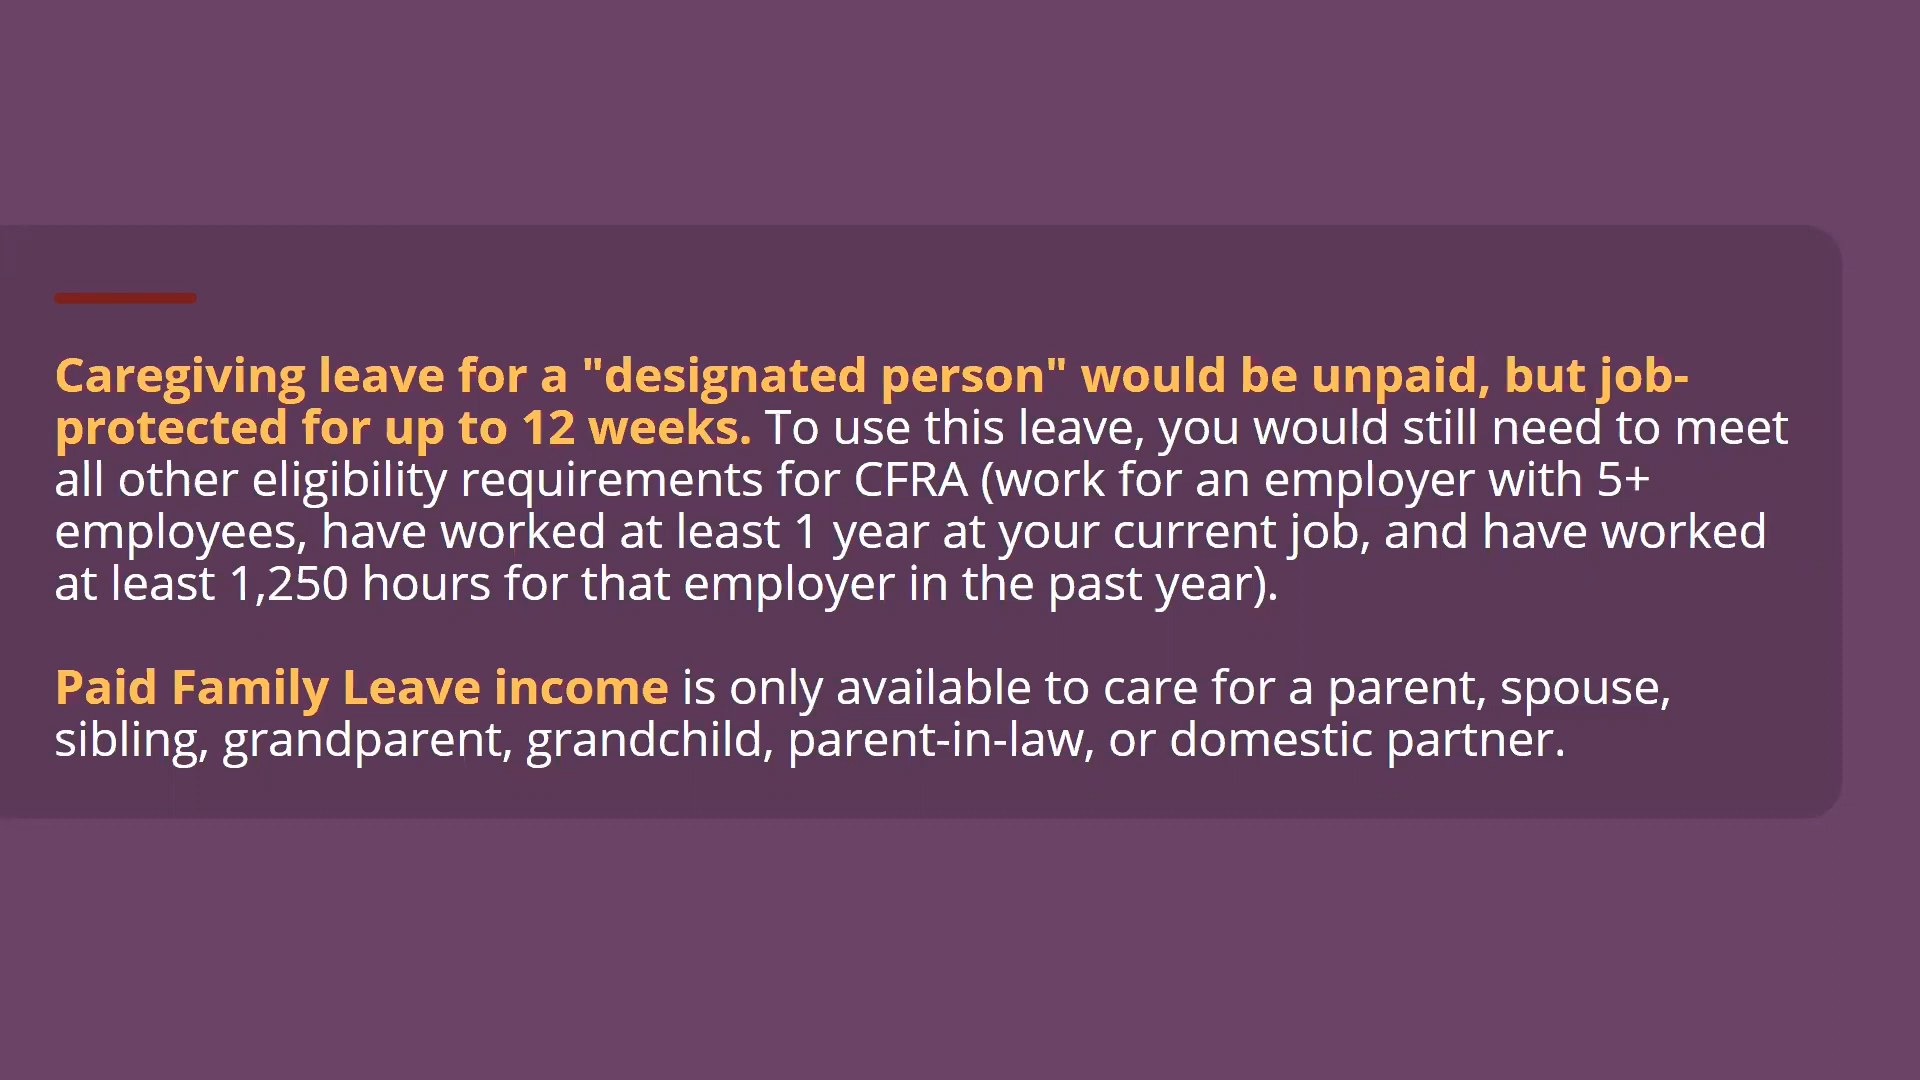 Caregiving leave for a "designated person" would be unpaid, but job-
protected for up to 12 weeks. To use this leave, you would still need to meet
all other eligibility requirements for CFRA (work for an employer with 5+
employees, have worked at least 1 year at your current job, and have worked
at least 1,250 hours for that employer in the past year).
Paid Family Leave income is only available to care for a parent, spouse,
sibling, grandparent, grandchild, parent-in-law, or domestic partner.